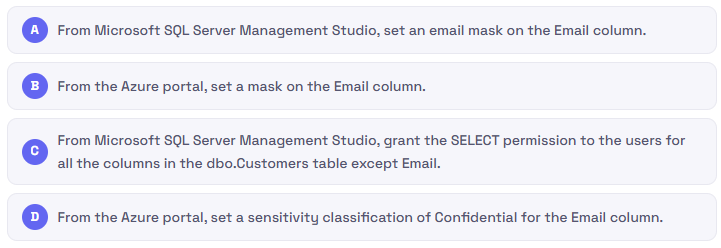 A From Microsoft SQL Server Management Studio, set an email mask on the Email column.
B From the Azure portal, set a mask on the Email column.
C From Microsoft SQL Server Management Studio, grant the SELECT permission to the users for
all the columns in the dbo.Customers table except Email.
D From the Azure portal, set a sensitivity classification of Confidential for the Email column.